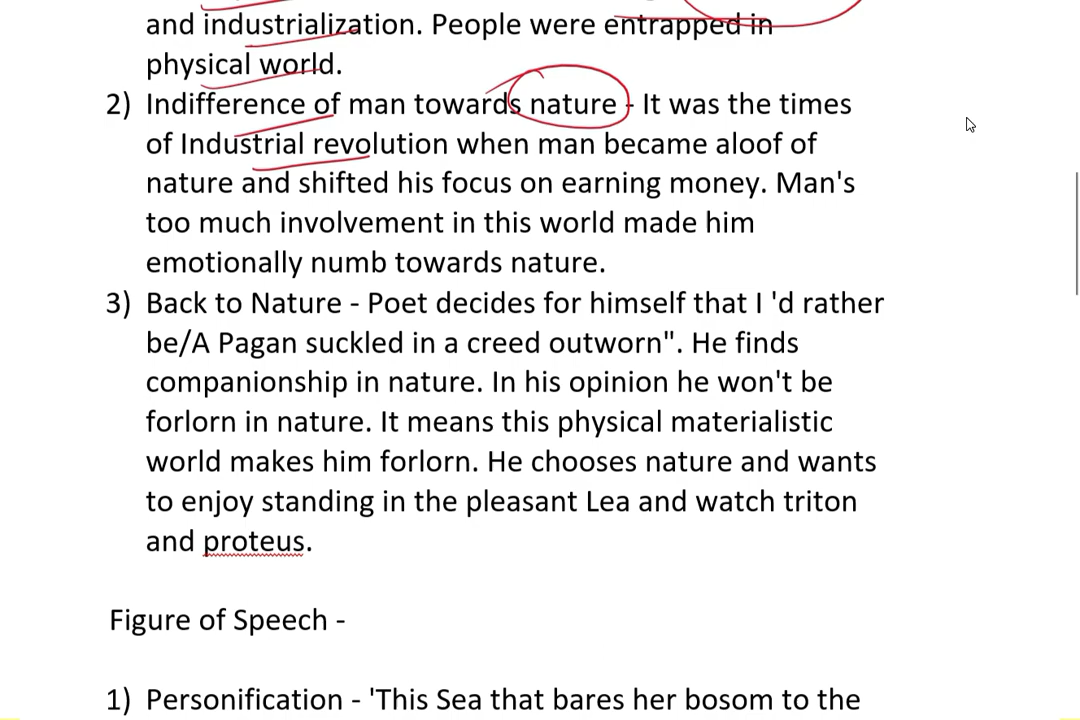 and industrialization. People were entrapped in
physical world.
2) Indifference of man towards nature - It was the times
of Industrial revolution when man became aloof of
nature and shifted his focus on earning money. Man's
too much involvement in this world made him
emotionally numb towards nature.
3) Back to Nature - Poet decides for himself that I 'd rather
be/A Pagan suckled in a creed outworn". He finds
companionship in nature. In his opinion he won't be
forlorn in nature. It means this physical materialistic
world makes him forlorn. He chooses nature and wants
to enjoy standing in the pleasant Lea and watch triton
and proteus.
Figure of Speech -
1) Personification - 'This Sea that bares her bosom to the